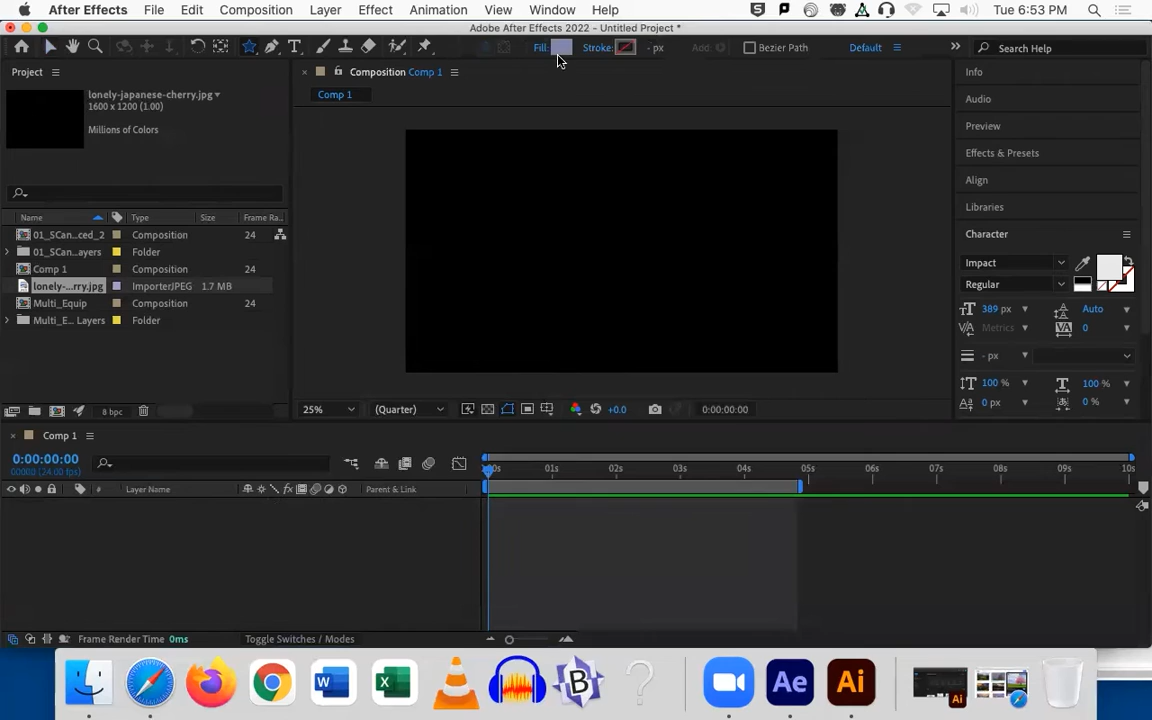 After Effects File Edit Composition Layer Effect Animation View Window Help Tue 6:53 PM
Adobe After Effects 2022 - Untitled Project *
Fill: Stroke: - px Add: Bezier Path Default Search Help
Project
Composition Comp 1
Comp 1
lonely-japanese-cherry.jpg
1600 x 1200 (1.00)
Millions of Colors
Name Type Size Frame Ra..
01_SCan...ced_2 Composition 24
01_SCan...ayers Folder
Comp 1 Composition 24
lonely-...rry.jpg ImporterJPEG 1.7 MB
Multi_Equip Composition 24
Multi_E... Layers Folder
8 bpc
25% (Quarter) +0.0 0:00:00:00
Info
Audio
Preview
Effects & Presets
Align
Libraries
Character
Impact
Regular
389 px Auto
Metrics 0
- px
100 % 100 %
0 px 0 %
Comp 1
0:00:00:00
00000 (24.00 fps)
:00s 01s 02s 03s 04s 05s 06s 07s 08s 09s 10s
# Layer Name Parent & Link
Frame Render Time 0ms Toggle Switches / Modes
W X B ? Ae Ai